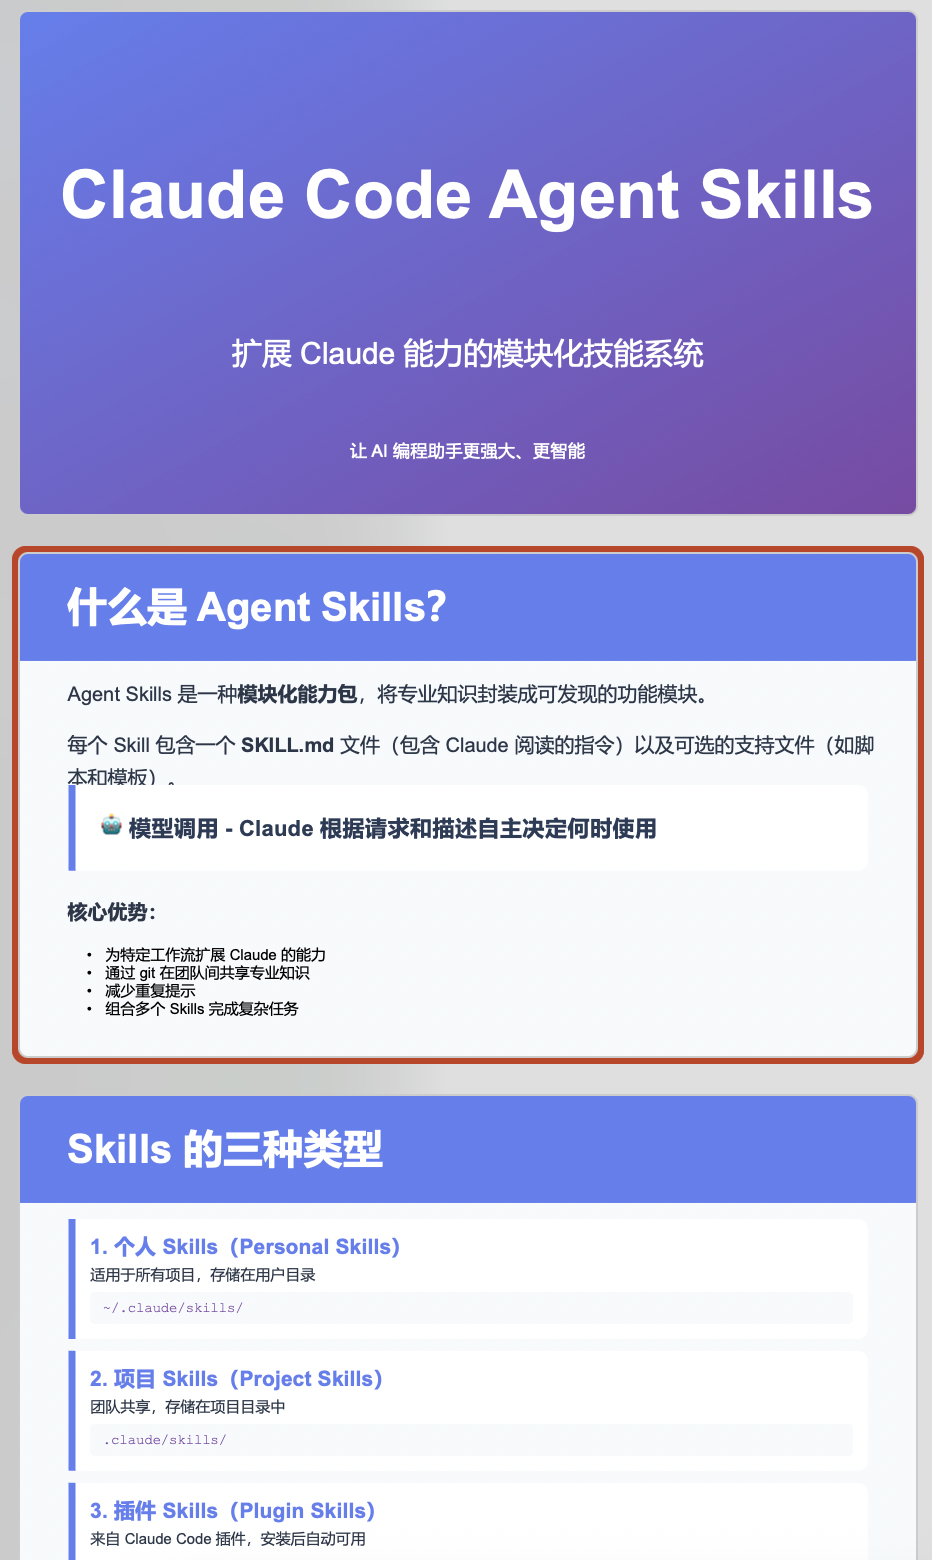 Claude Code Agent Skills
扩展 Claude 能力的模块化技能系统
让 AI 编程助手更强大、更智能
什么是 Agent Skills？
Agent Skills 是一种模块化能力包，将专业知识封装成可发现的功能模块。
每个 Skill 包含一个 SKILL.md 文件（包含 Claude 阅读的指令）以及可选的支持文件（如脚
本和模板）。
🤖 模型调用 - Claude 根据请求和描述自主决定何时使用
核心优势：
• 为特定工作流扩展 Claude 的能力
• 通过 git 在团队间共享专业知识
• 减少重复提示
• 组合多个 Skills 完成复杂任务
Skills 的三种类型
1. 个人 Skills（Personal Skills）
适用于所有项目，存储在用户目录
~/.claude/skills/
2. 项目 Skills（Project Skills）
团队共享，存储在项目目录中
.claude/skills/
3. 插件 Skills（Plugin Skills）
来自 Claude Code 插件，安装后自动可用